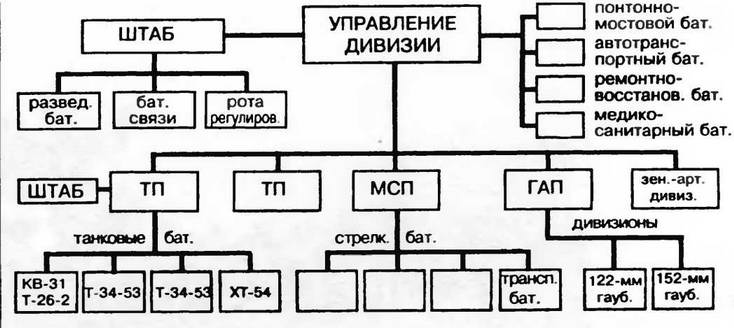 УПРАВЛЕНИЕ
ДИВИЗИИ
ШТАБ
понтонно-
мостовой бат.
автотранс-
портный бат.
ремонтно-
восстанов. бат.
медико-
санитарный бат.
развед.
бат.
бат.
связи
рота
регулиров.
ШТАБ
ТП
ТП
МСП
ГАП
зен.-арт.
дивиз.
танковые бат.
стрелк. бат.
дивизионы
КВ-31
Т-26-2
Т-34-53
Т-34-53
ХТ-54
трансп.
бат.
122-мм
гауб.
152-мм
гауб.